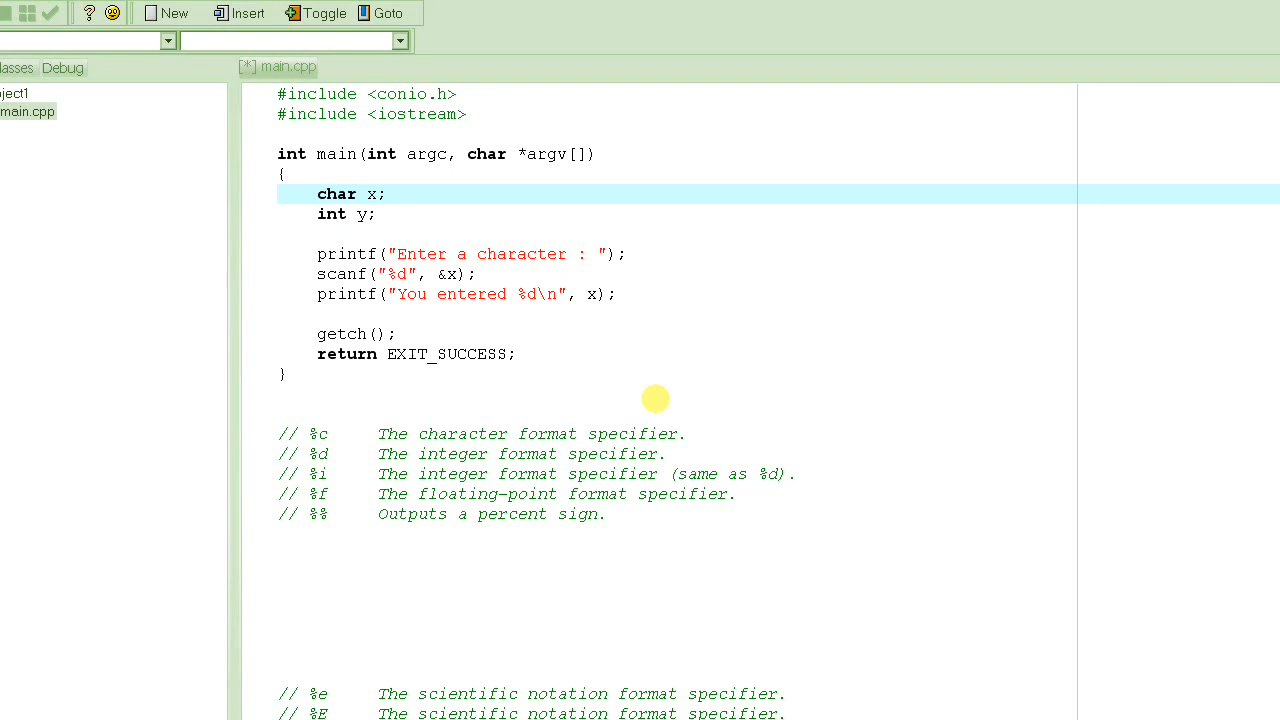 ? New Insert Toggle Goto
asses Debug
[*] main.cpp
ject1
main.cpp
#include <conio.h>
#include <iostream>
int main(int argc, char *argv[])
{
char x;
int y;
printf("Enter a character : ");
scanf("%d", &x);
printf("You entered %d\n", x);
getch();
return EXIT_SUCCESS;
}
// %c The character format specifier.
// %d The integer format specifier.
// %i The integer format specifier (same as %d).
// %f The floating-point format specifier.
// %% Outputs a percent sign.
// %e The scientific notation format specifier.
// %E The scientific notation format specifier.